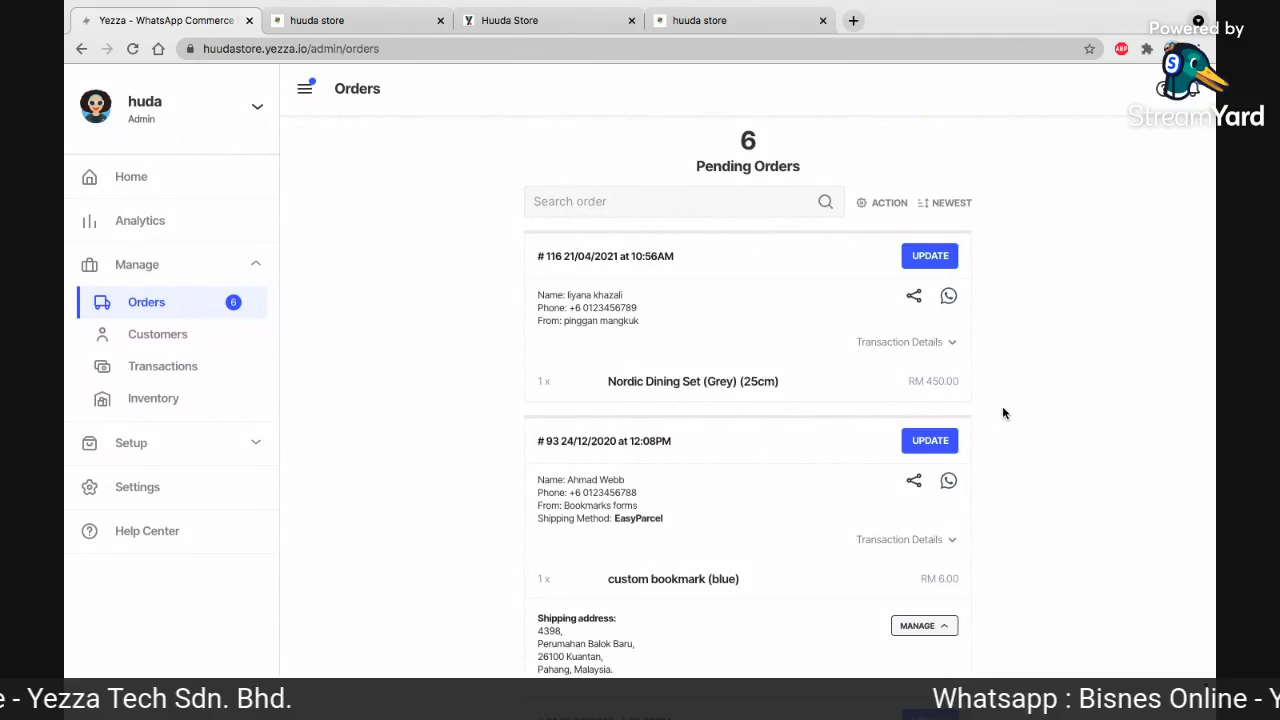 Yezza - WhatsApp Commerce
huuda store
Huuda Store
huuda store
huudastore.yezza.io/admin/orders
ABP
Powered by
StreamYard
huda
Admin
Home
Analytics
Manage
Orders
6
Customers
Transactions
Inventory
Setup
Settings
Help Center
Orders
6
Pending Orders
Search order
ACTION
NEWEST
# 116 21/04/2021 at 10:56AM
UPDATE
Name: liyana khazali
Phone: +6 0123456789
From: pinggan mangkuk
Transaction Details
1 x Nordic Dining Set (Grey) (25cm) RM 450.00
# 93 24/12/2020 at 12:08PM
UPDATE
Name: Ahmad Webb
Phone: +6 0123456788
From: Bookmarks forms
Shipping Method: EasyParcel
Transaction Details
1 x custom bookmark (blue) RM 6.00
Shipping address:
MANAGE
4398,
Perumahan Balok Baru,
26100 Kuantan,
Pahang, Malaysia.
e - Yezza Tech Sdn. Bhd.
Whatsapp : Bisnes Online - Y